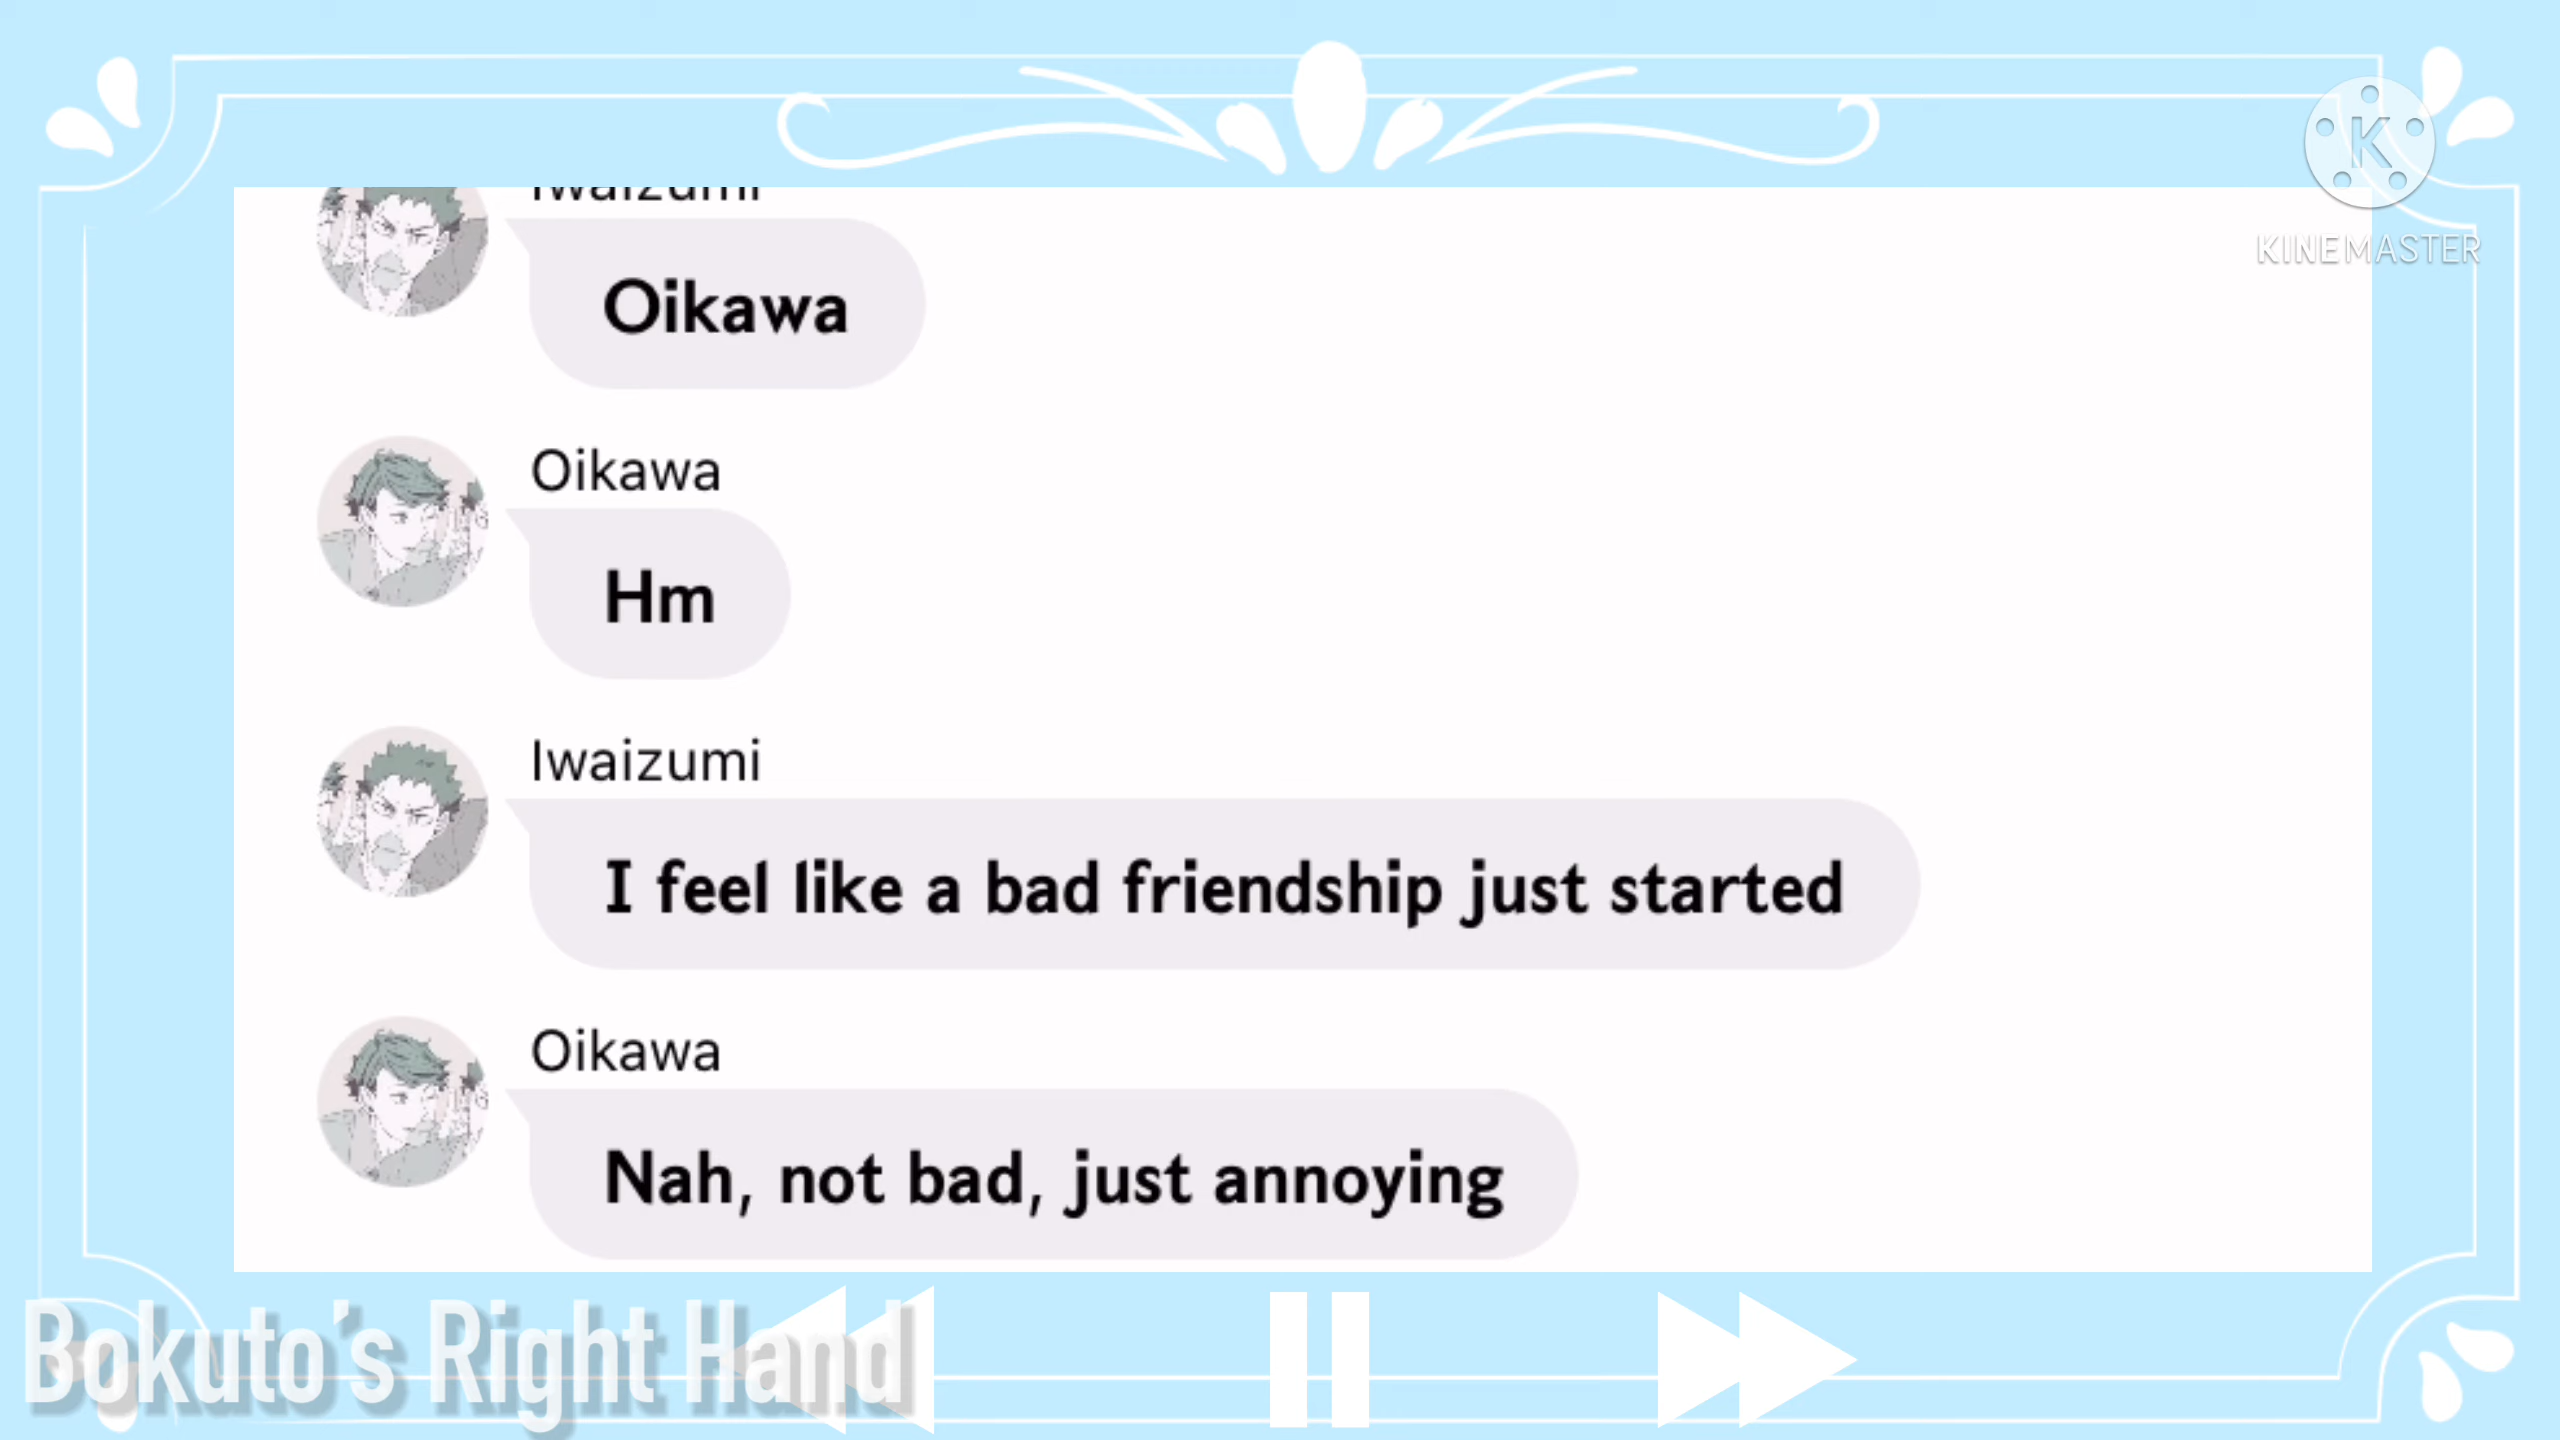 Iwaizumi
Oikawa
Oikawa
Hm
Iwaizumi
I feel like a bad friendship just started
Oikawa
Nah, not bad, just annoying
K
KINEMASTER
Bokuto's Right Hand